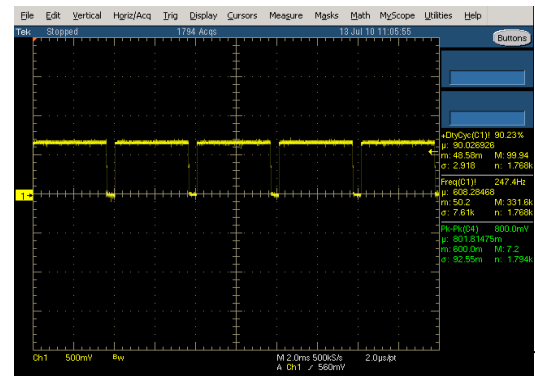 File Edit Vertical Horiz/Acq Trig Display Cursors Measure Masks Math MyScope Utilities Help
Tek Stopped 1794 Acqs 13 Jul 10 11:05:55
Buttons
+DtyCyc(C1)! 90.23%
µ: 90.026926
m: 48.58m M: 99.94
σ: 2.918 n: 1.768k
Freq(C1)! 247.4Hz
µ: 608.28468
m: 50.2 M: 331.6k
σ: 7.61k n: 1.768k
Pk-Pk(C4) 800.0mV
µ: 801.81475m
m: 600.0m M: 7.2
σ: 92.55m n: 1.794k
1
Ch1 500mV Bw M 2.0ms 500kS/s 2.0µs/pt
A Ch1 ⁄ 560mV